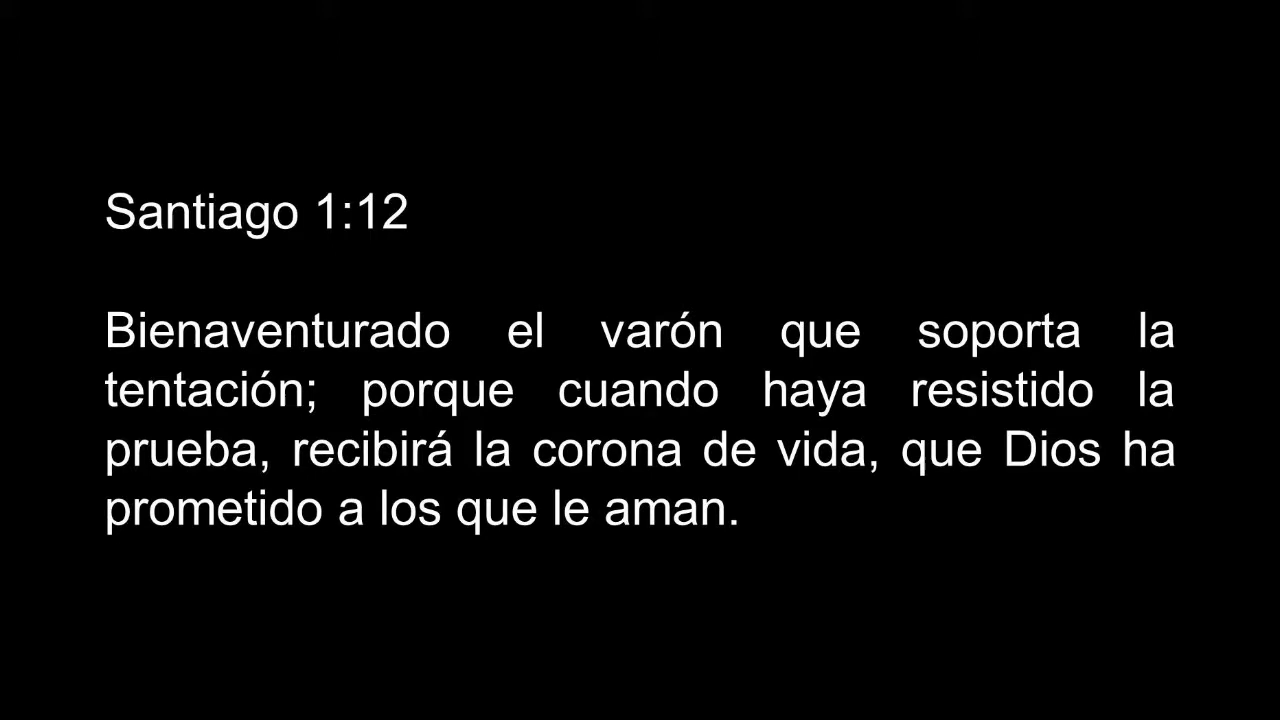 Santiago 1:12
Bienaventurado el varón que soporta la
tentación; porque cuando haya resistido la
prueba, recibirá la corona de vida, que Dios ha
prometido a los que le aman.